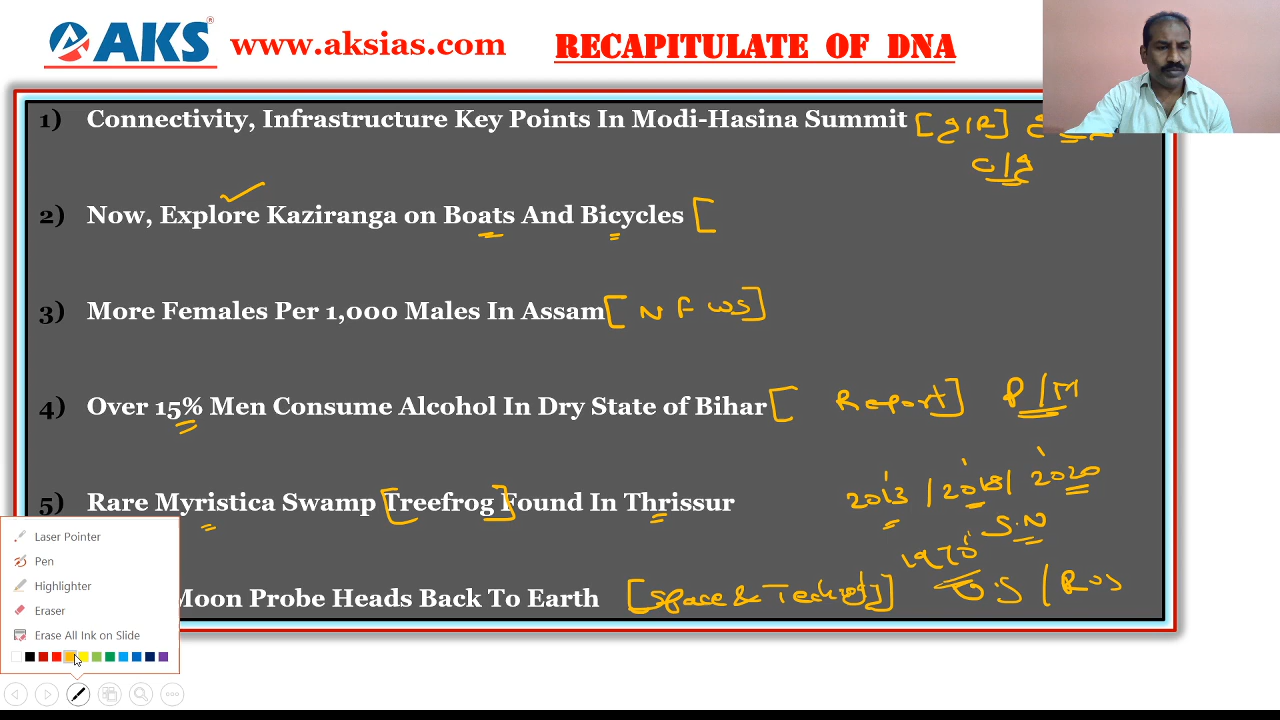 AKS® www.aksias.com RECAPITULATE OF DNA
1) Connectivity, Infrastructure Key Points In Modi-Hasina Summit
2) Now, Explore Kaziranga on Boats And Bicycles [
3) More Females Per 1,000 Males In Assam [ N F WS ]
4) Over 15% Men Consume Alcohol In Dry State of Bihar [ Report ] P/M
2013 / 2018 / 2020
5) Rare Myristica Swamp [Treefrog] Found In Thrissur
S.N
1970
Moon Probe Heads Back To Earth
Laser Pointer
Pen
Highlighter
Eraser
Erase All Ink on Slide